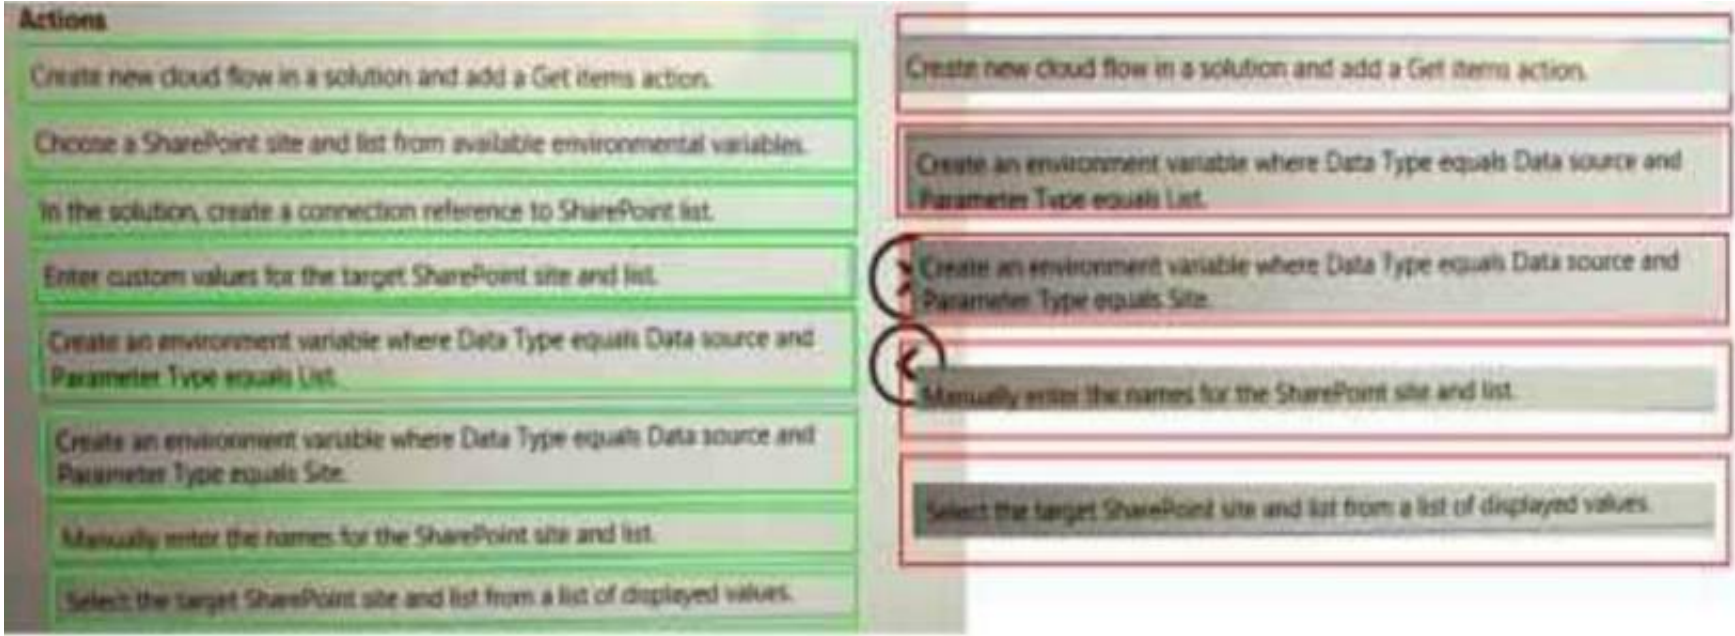 Actions
Create new cloud flow in a solution and add a Get items action.
Choose a SharePoint site and list from available environmental variables.
In the solution, create a connection reference to SharePoint list.
Enter custom values for the target SharePoint site and list.
Create an environment variable where Data Type equals Data source and
Parameter Type equals List.
Create an environment variable where Data Type equals Data source and
Parameter Type equals Site.
Manually enter the names for the SharePoint site and list.
Select the target SharePoint site and list from a list of displayed values.
Create new cloud flow in a solution and add a Get items action.
Create an environment variable where Data Type equals Data source and
Parameter Type equals List.
Create an environment variable where Data Type equals Data source and
Parameter Type equals Site.
Manually enter the names for the SharePoint site and list.
Select the target SharePoint site and list from a list of displayed values.